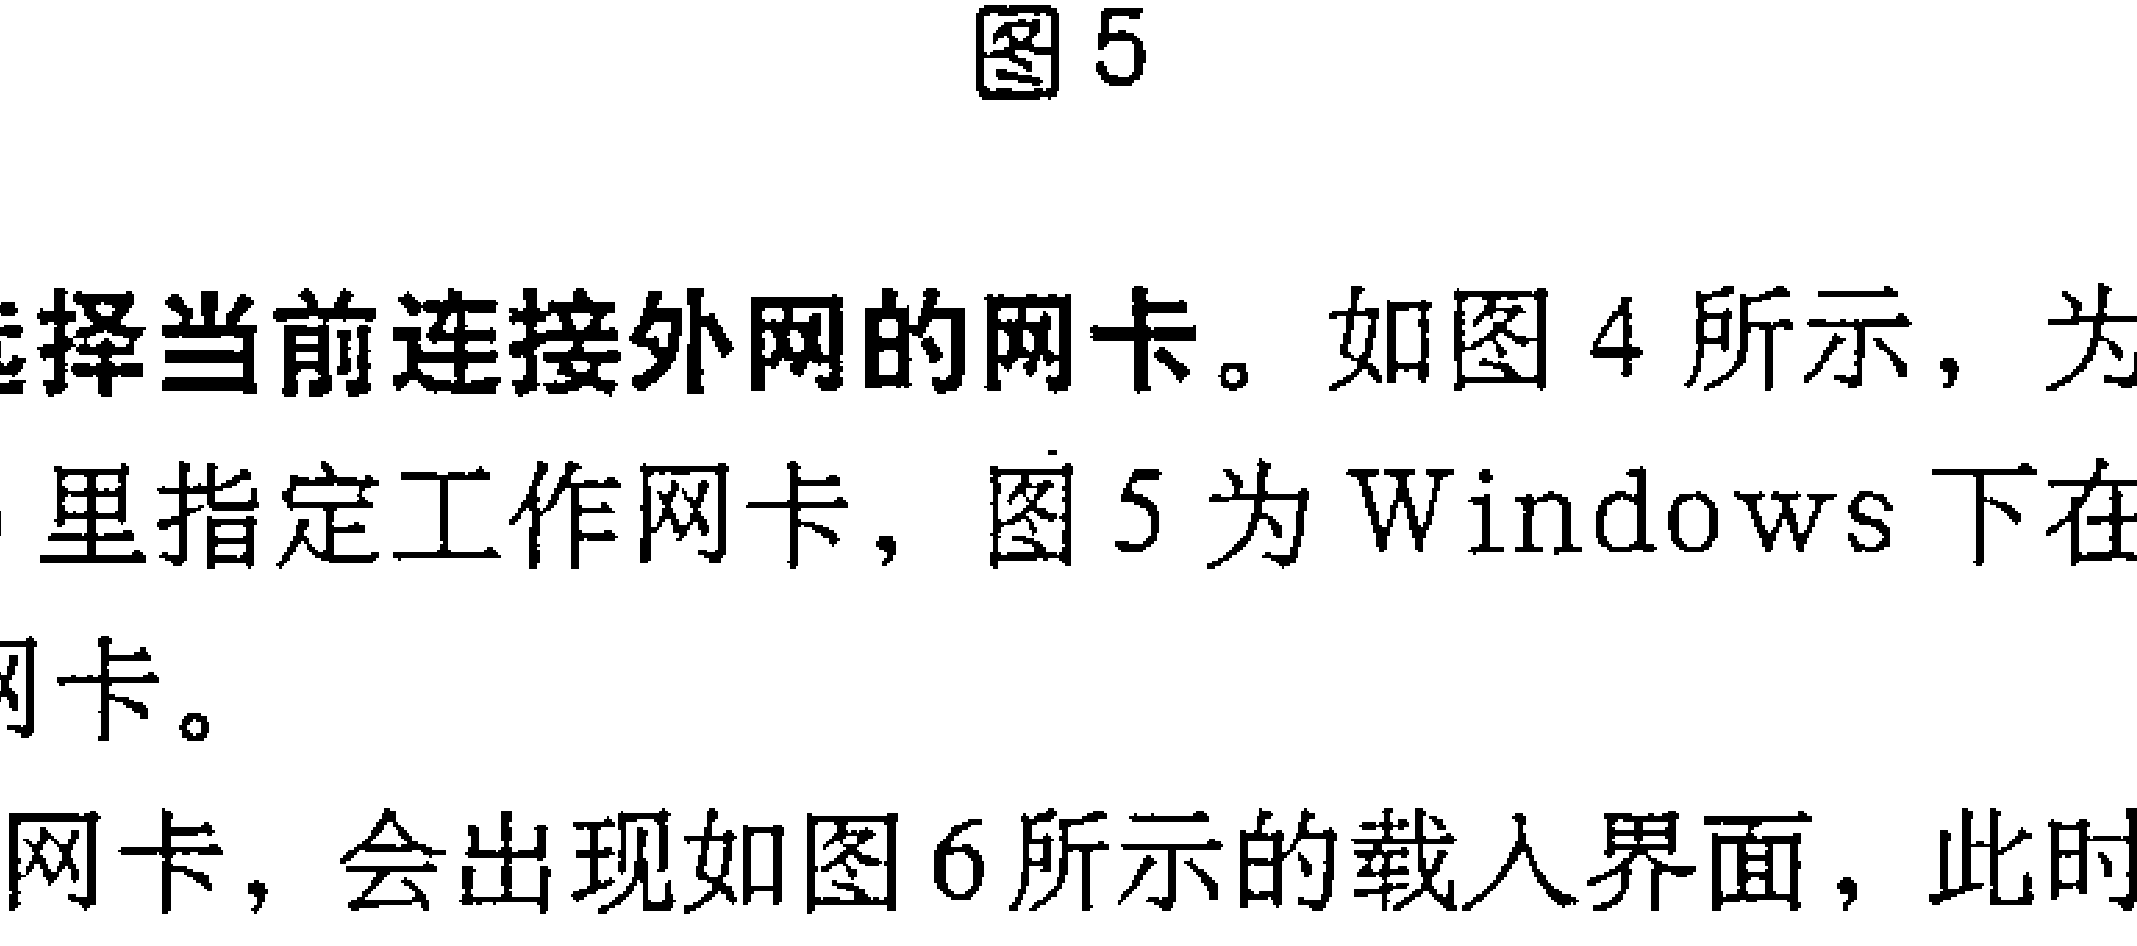 图 5
择当前连接外网的网卡。如图 4 所示，为
里指定工作网卡，图 5 为 Windows 下在
网卡。
网卡，会出现如图 6 所示的载入界面，此时